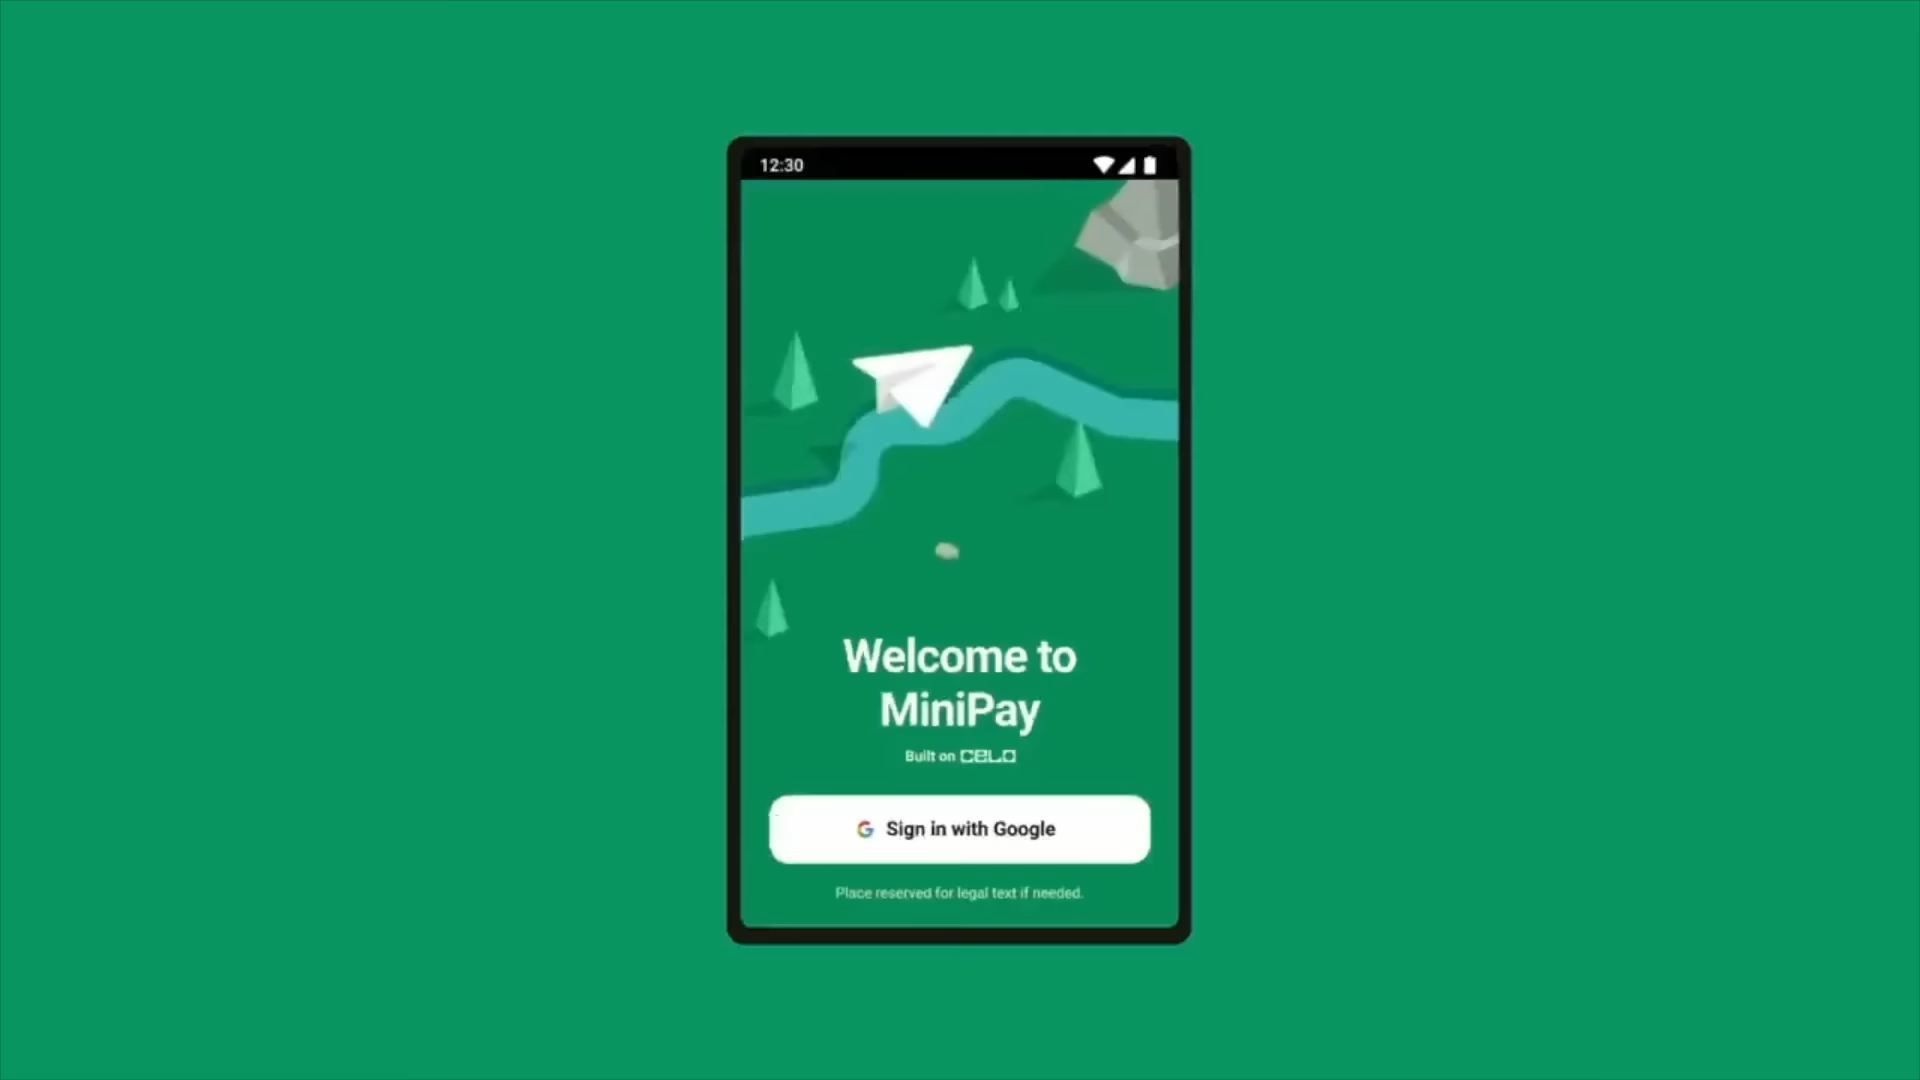 12:30
Welcome to
MiniPay
Built on CELO
Sign in with Google
Place reserved for legal text if needed.